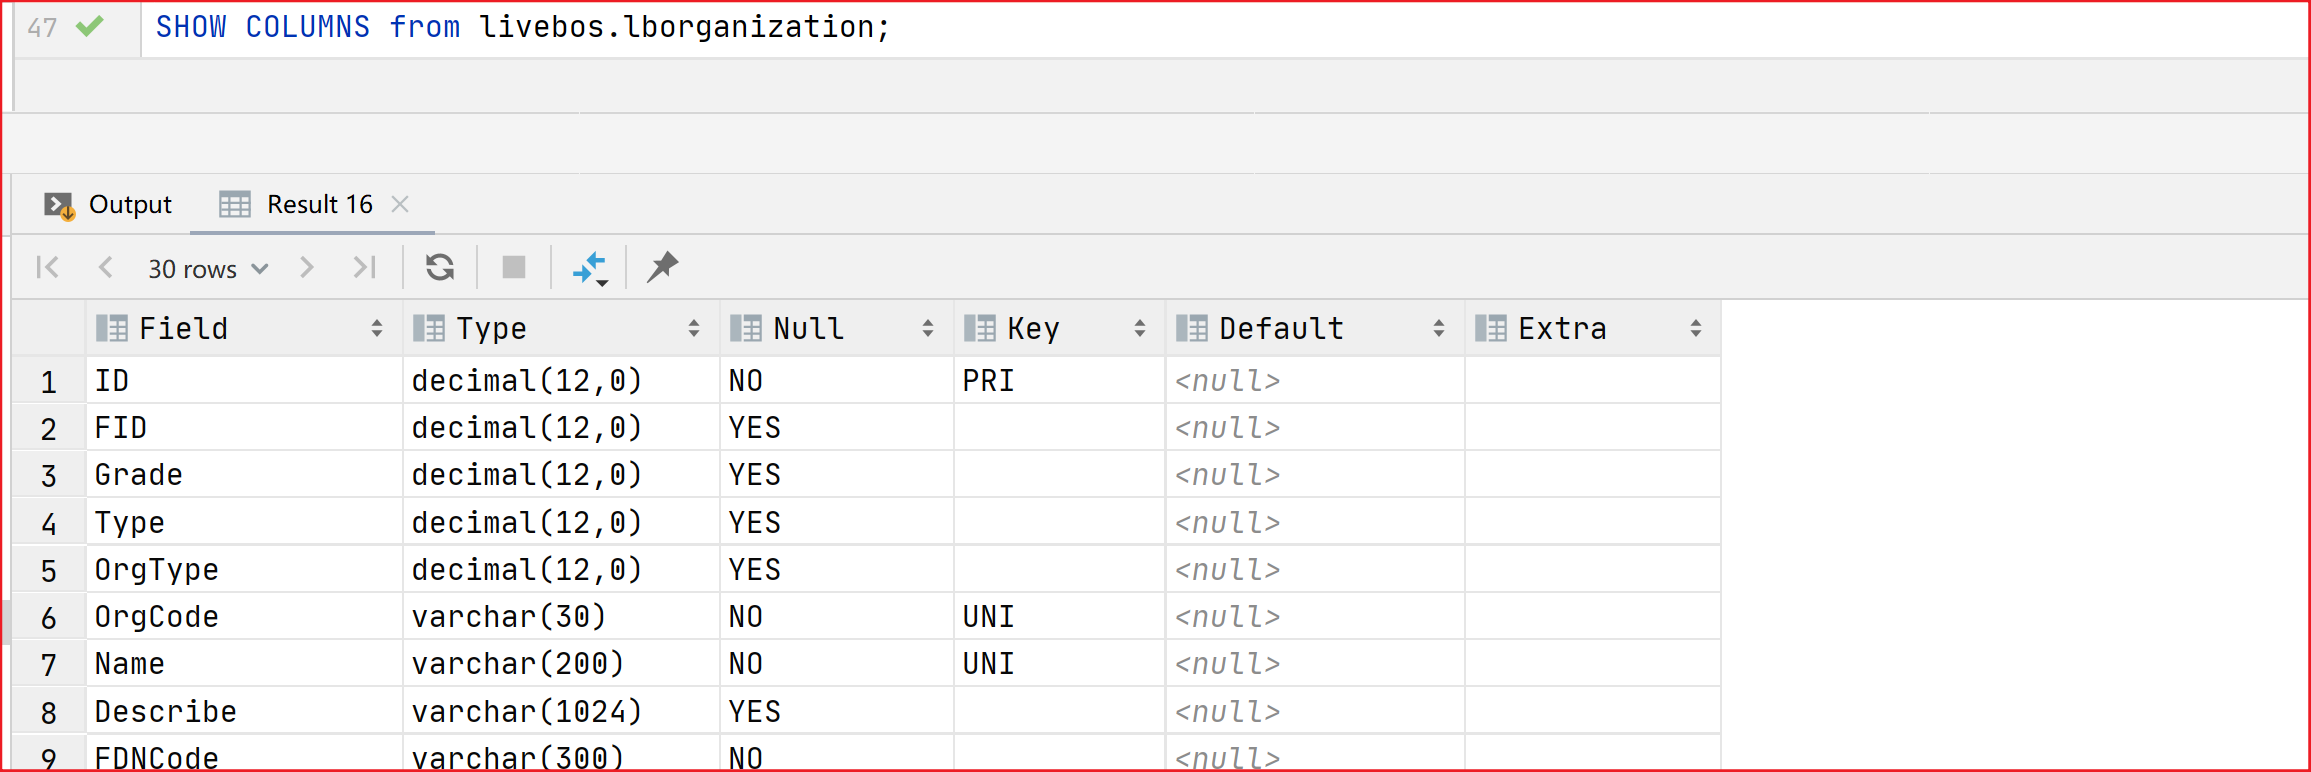 47 SHOW COLUMNS from livebos.lborganization;
Output Result 16
30 rows
Field Type Null Key Default Extra
1 ID decimal(12,0) NO PRI <null>
2 FID decimal(12,0) YES <null>
3 Grade decimal(12,0) YES <null>
4 Type decimal(12,0) YES <null>
5 OrgType decimal(12,0) YES <null>
6 OrgCode varchar(30) NO UNI <null>
7 Name varchar(200) NO UNI <null>
8 Describe varchar(1024) YES <null>
9 FDNCode varchar(300) NO <null>